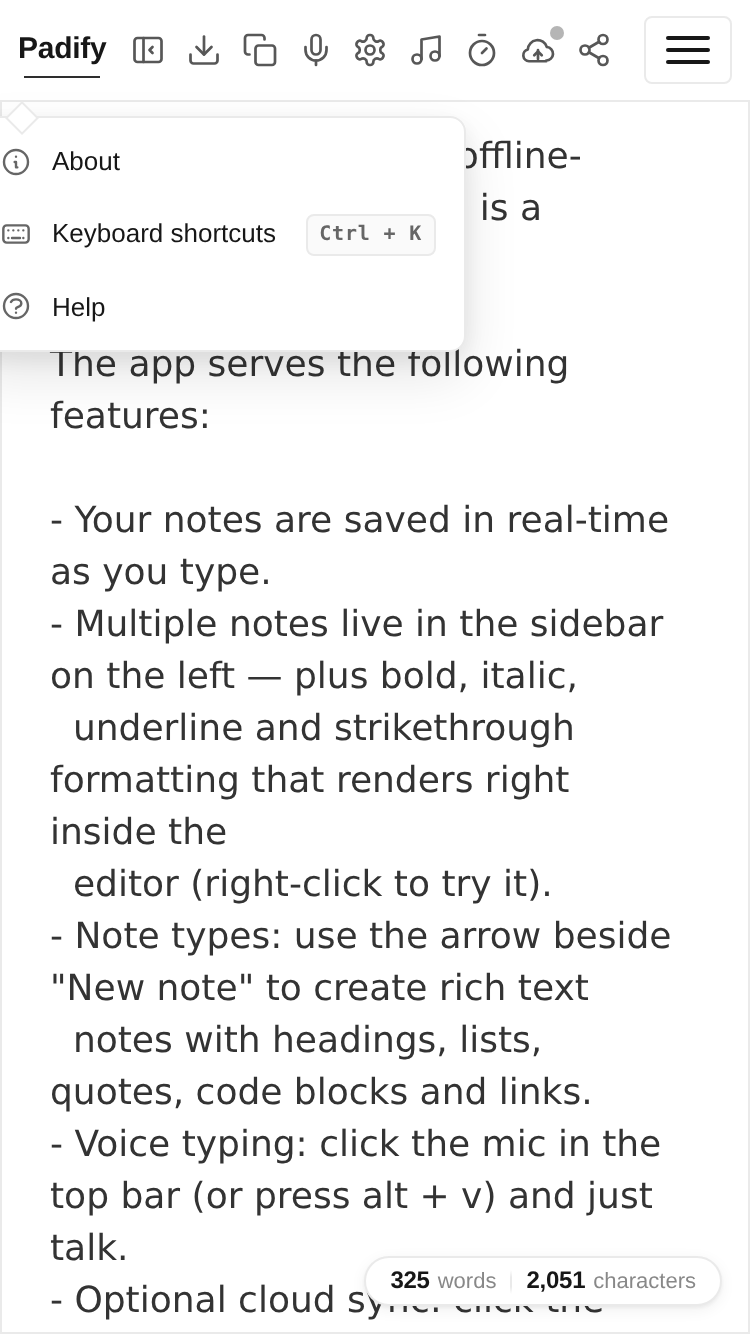 Padify
About
Keyboard shortcuts Ctrl + K
Help
offline-
is a
The app serves the following
features:
- Your notes are saved in real-time
as you type.
- Multiple notes live in the sidebar
on the left — plus bold, italic,
underline and strikethrough
formatting that renders right
inside the
editor (right-click to try it).
- Note types: use the arrow beside
"New note" to create rich text
notes with headings, lists,
quotes, code blocks and links.
- Voice typing: click the mic in the
top bar (or press alt + v) and just
talk.
- Optional cloud sync: click the
325 words 2,051 characters